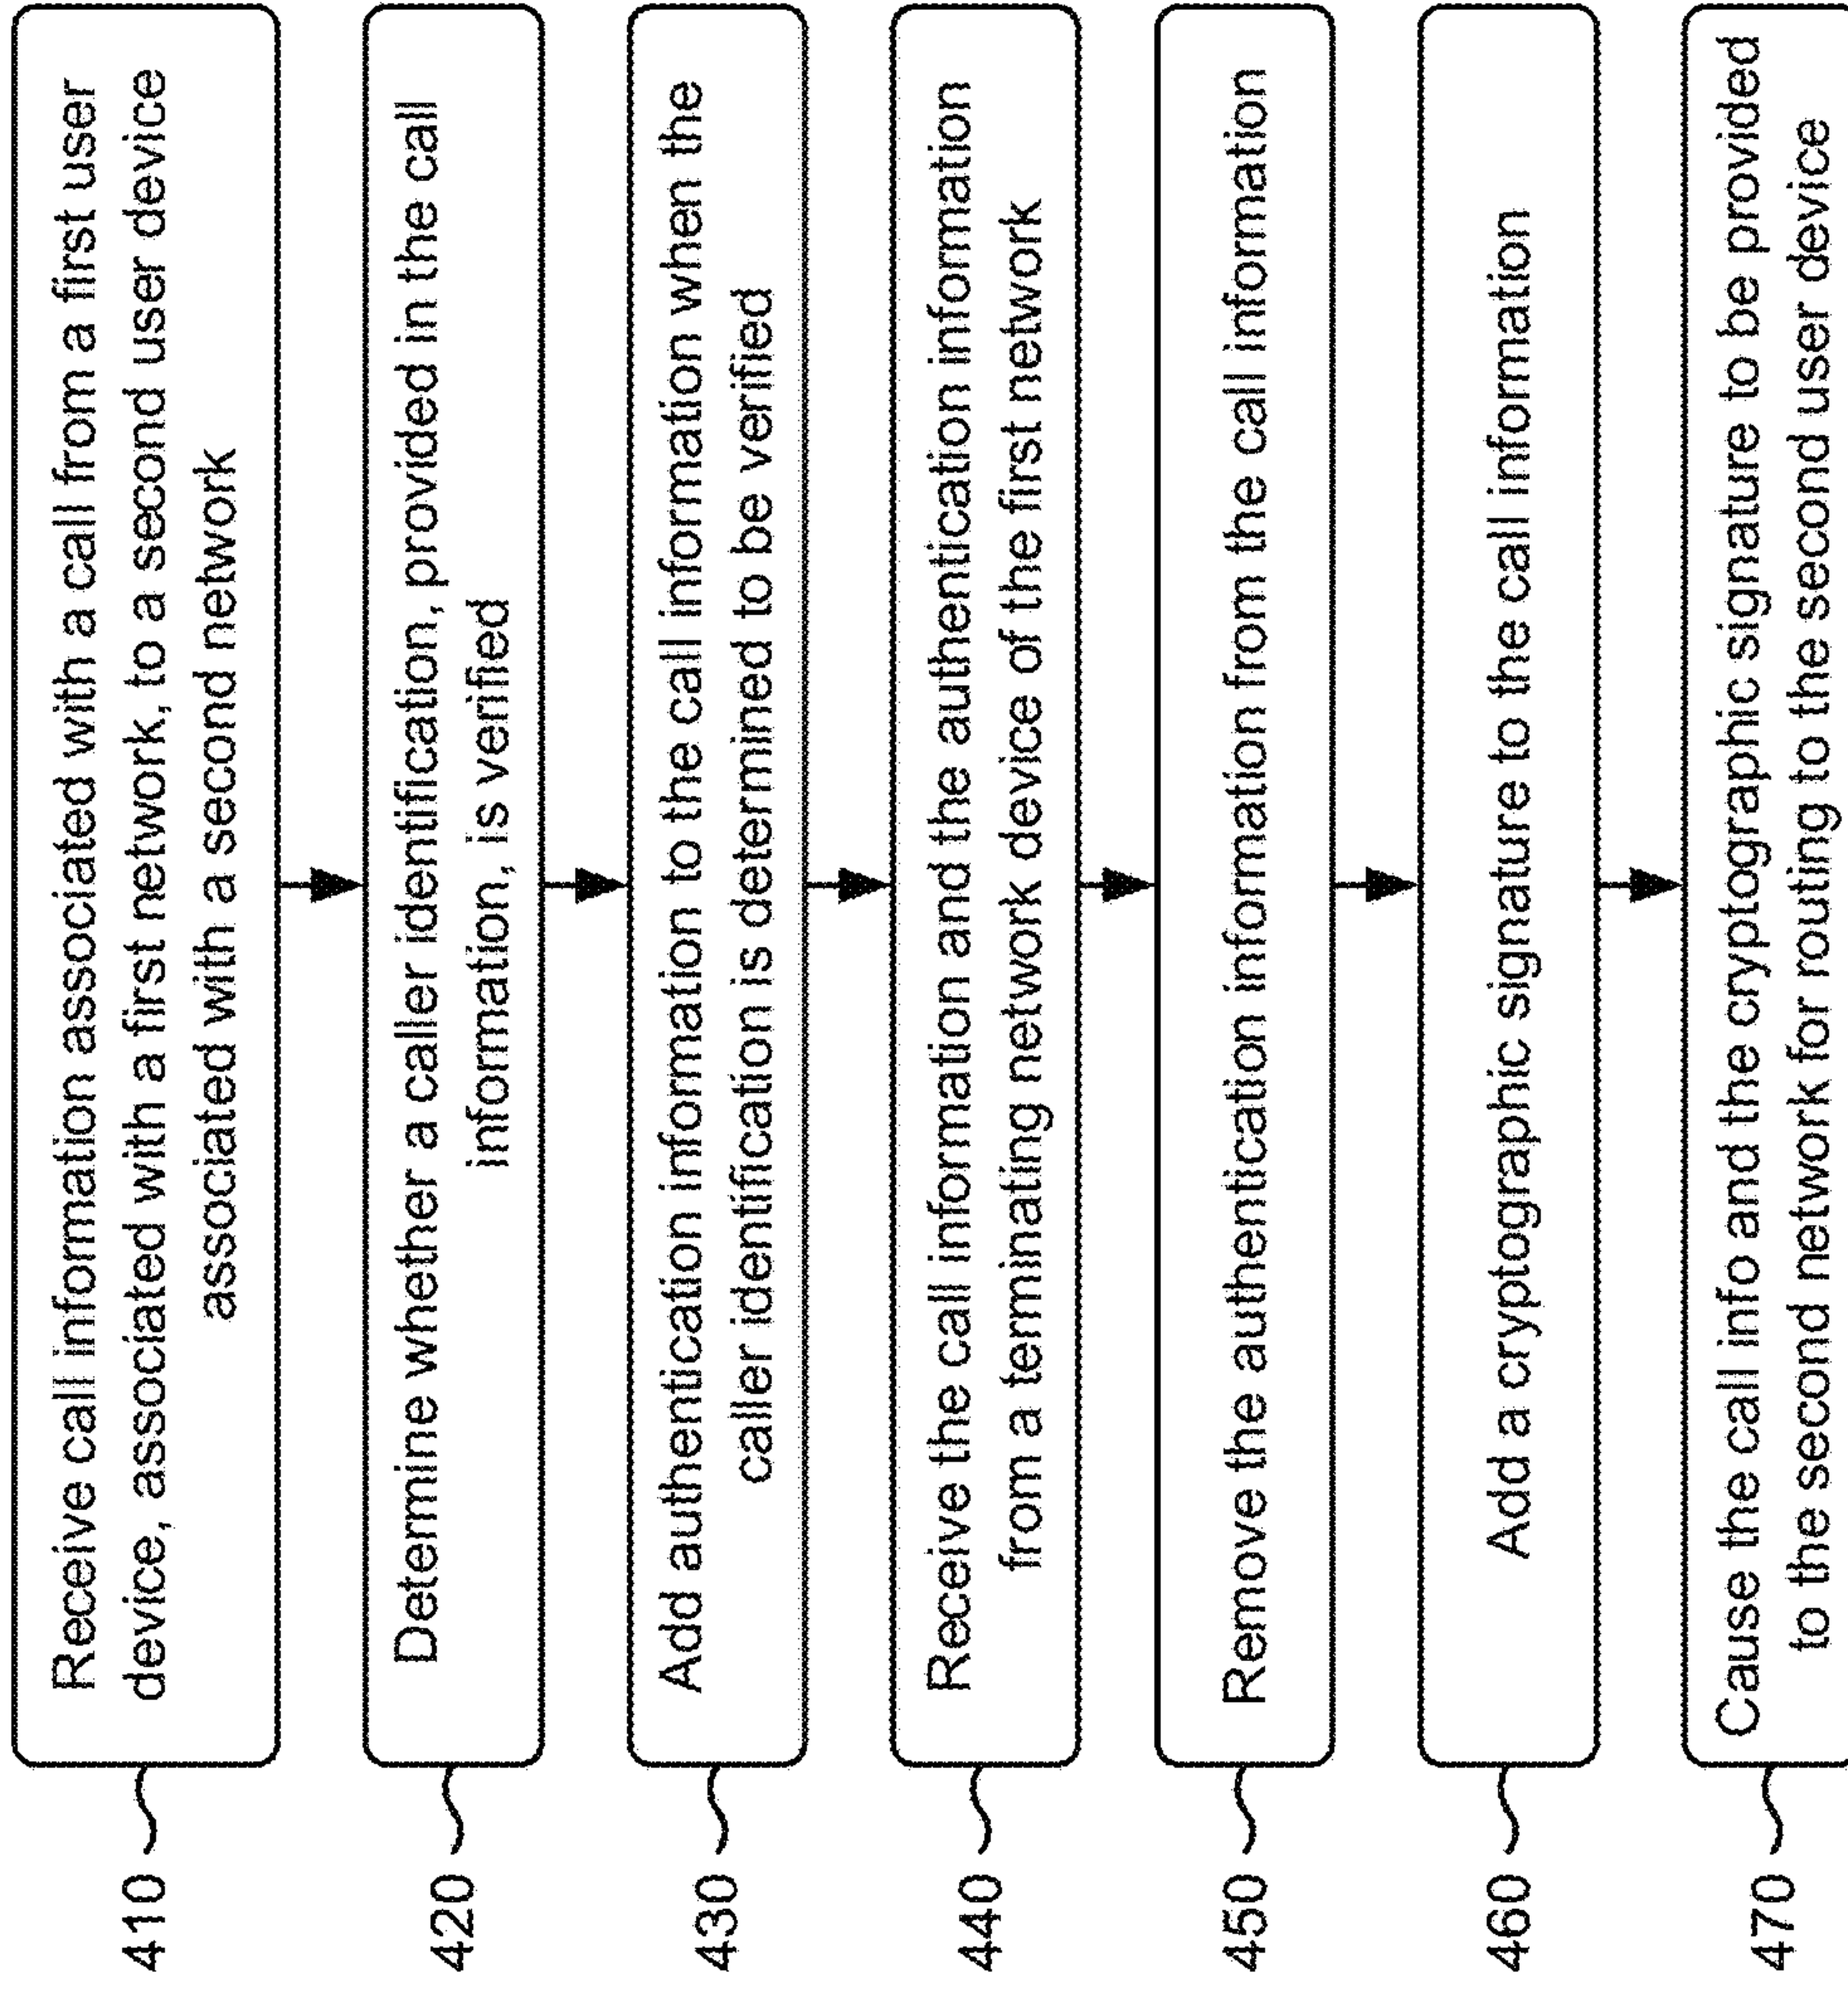 410
Receive call information associated with a call from a first user
device, associated with a first network, to a second user device
associated with a second network
420
Determine whether a caller identification, provided in the call
information, is verified
430
Add authentication information to the call information when the
caller identification is determined to be verified
440
Receive the call information and the authentication information
from a terminating network device of the first network
450
Remove the authentication information from the call information
460
Add a cryptographic signature to the call information
470
Cause the call info and the cryptographic signature to be provided
to the second network for routing to the second user device